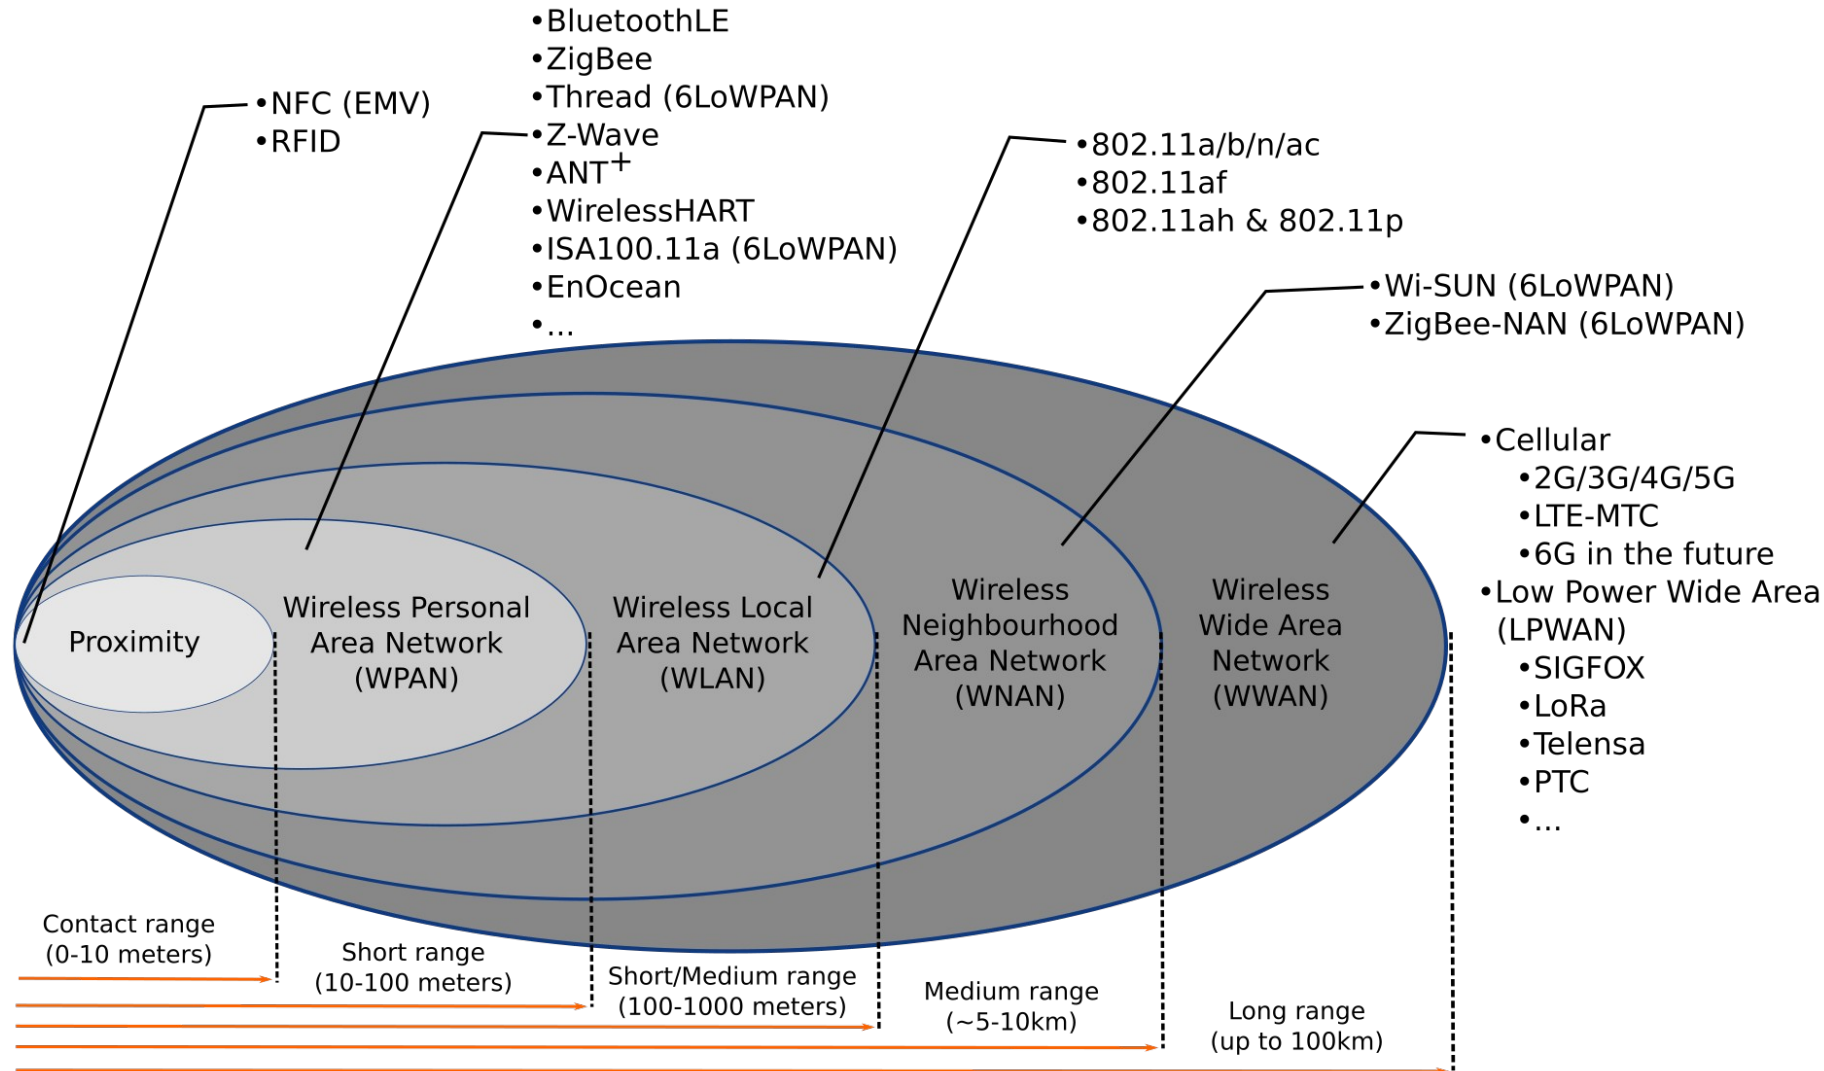 •NFC (EMV)
•RFID
•BluetoothLE
•ZigBee
•Thread (6LoWPAN)
•Z-Wave
•ANT+
•WirelessHART
•ISA100.11a (6LoWPAN)
•EnOcean
•...
•802.11a/b/n/ac
•802.11af
•802.11ah & 802.11p
•Wi-SUN (6LoWPAN)
•ZigBee-NAN (6LoWPAN)
•Cellular
•2G/3G/4G/5G
•LTE-MTC
•6G in the future
•Low Power Wide Area
(LPWAN)
•SIGFOX
•LoRa
•Telensa
•PTC
•...
Proximity
Wireless Personal
Area Network
(WPAN)
Wireless Local
Area Network
(WLAN)
Wireless
Neighbourhood
Area Network
(WNAN)
Wireless
Wide Area
Network
(WWAN)
Contact range
(0-10 meters)
Short range
(10-100 meters)
Short/Medium range
(100-1000 meters)
Medium range
(~5-10km)
Long range
(up to 100km)